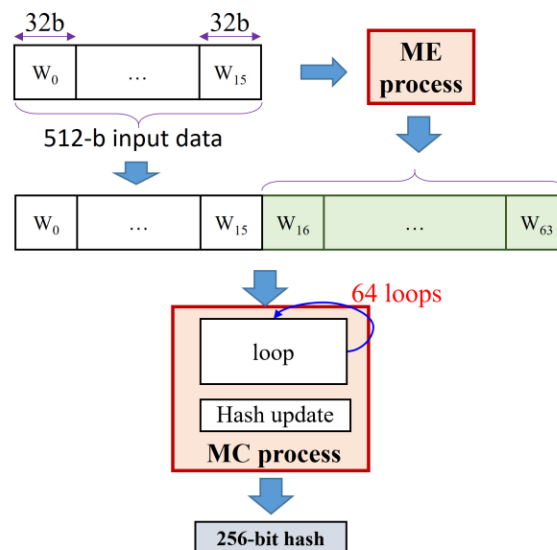 32b
32b
W₀
…
W₁₅
ME
process
512-b input data
W₀
…
W₁₅
W₁₆
…
W₆₃
64 loops
loop
Hash update
MC process
256-bit hash